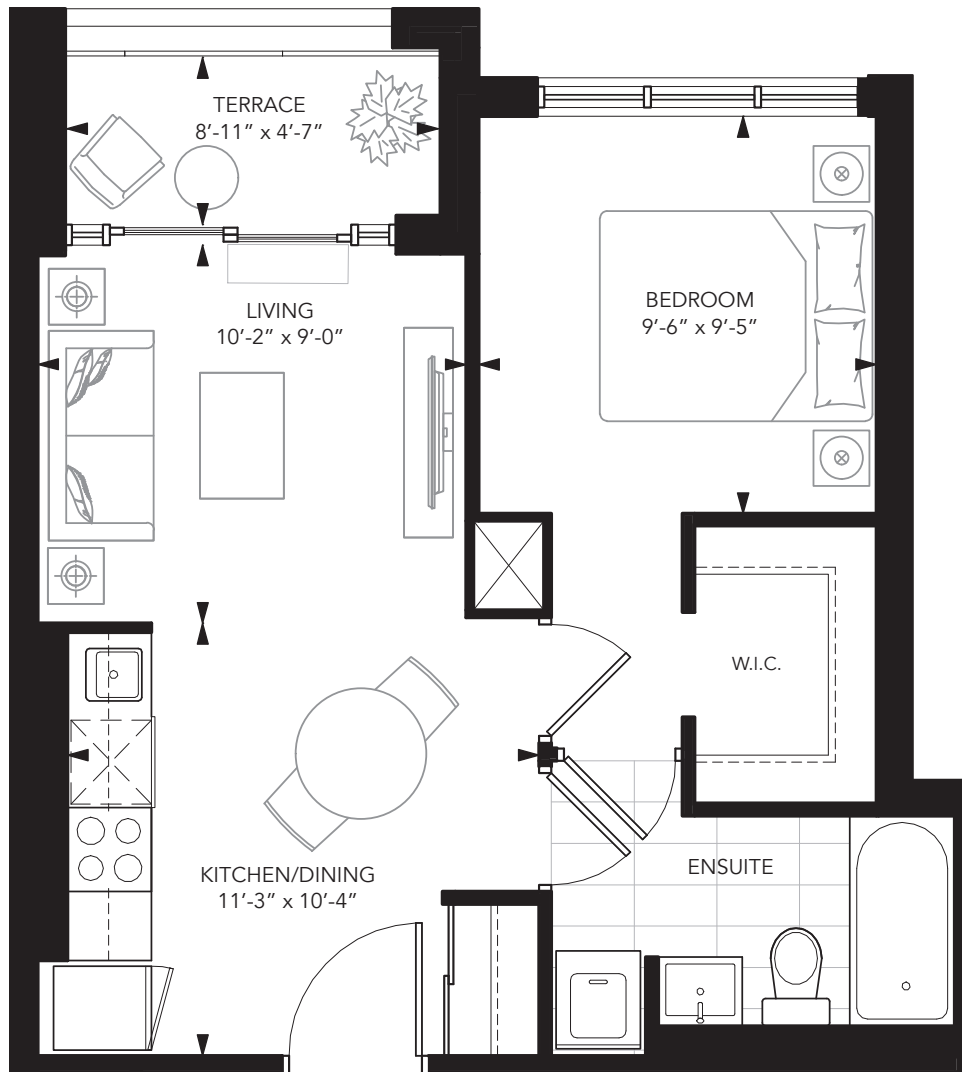 TERRACE
8’-11” x 4’-7”
LIVING
10’-2” x 9’-0”
BEDROOM
9’-6” x 9’-5”
W.I.C.
KITCHEN/DINING
11’-3” x 10’-4”
ENSUITE